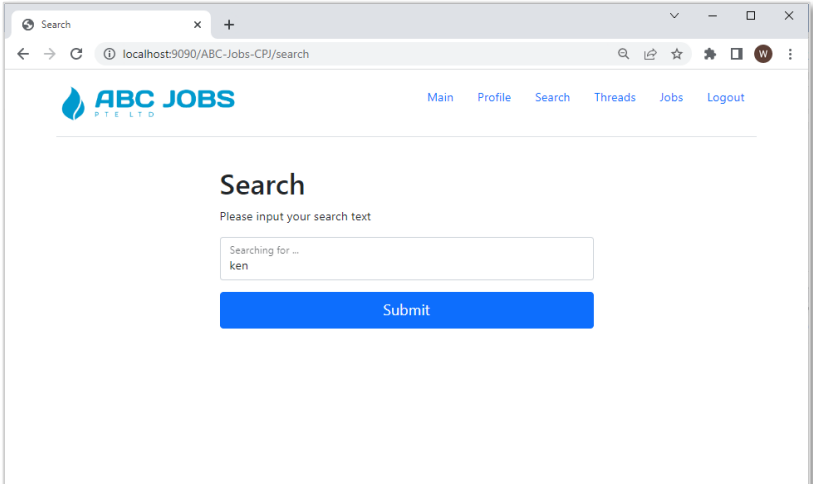 Search
localhost:9090/ABC-Jobs-CPJ/search
W
ABC JOBS
PTE LTD
Main Profile Search Threads Jobs Logout
Search
Please input your search text
Searching for ...
ken
Submit